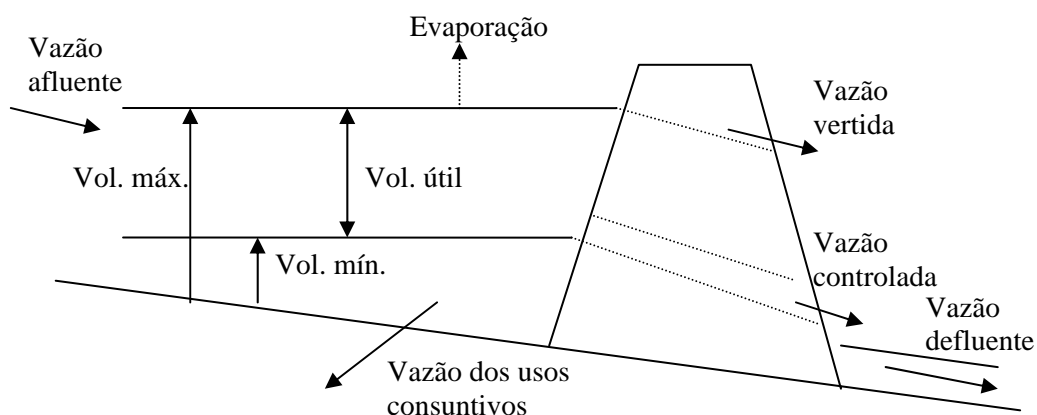 Evaporação
Vazão
afluente
Vazão
vertida
Vol. máx.
Vol. útil
Vol. mín.
Vazão
controlada
Vazão
defluente
Vazão dos usos
consuntivos